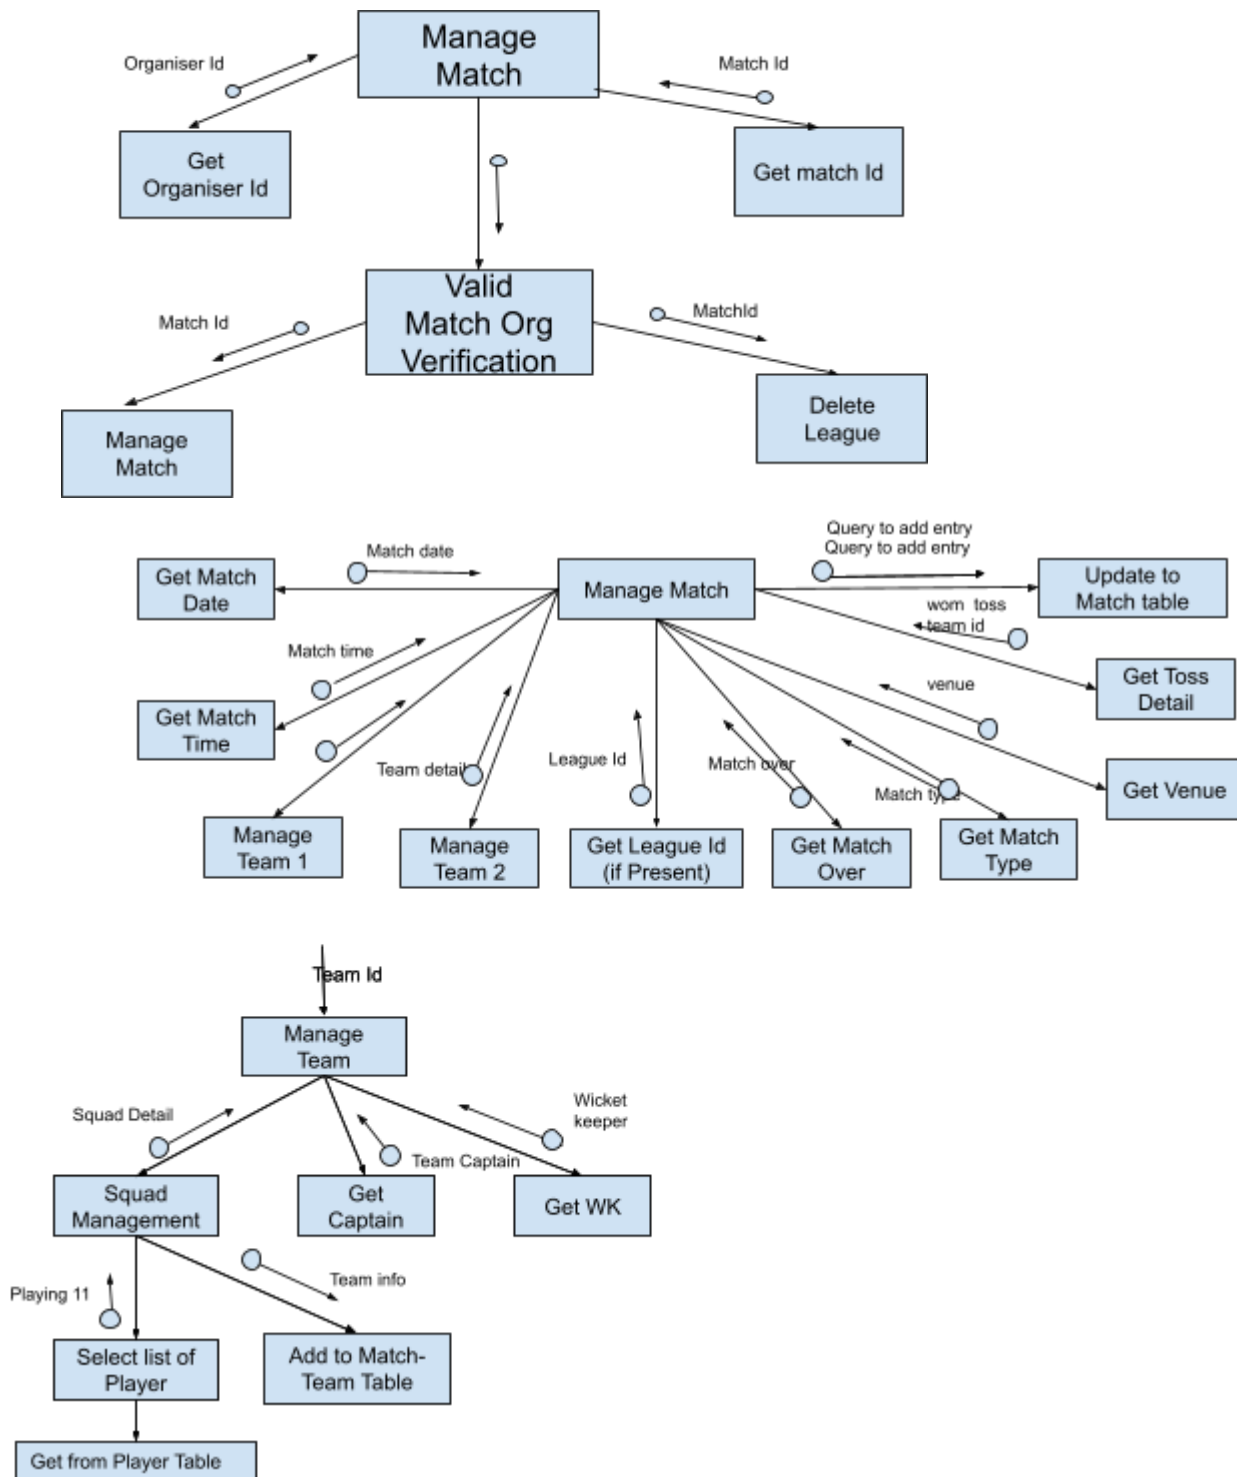 Manage
Match
Organiser Id
Match Id
Get
Organiser Id
Get match Id
Valid
Match Org
Verification
Match Id
MatchId
Manage
Match
Delete
League
Query to add entry
Query to add entry
Match date
Get Match
Date
Manage Match
Update to
Match table
wom toss
team id
Match time
Get Toss
Detail
venue
Get Match
Time
Team detail
League Id
Match over
Match type
Get Venue
Manage
Team 1
Manage
Team 2
Get League Id
(if Present)
Get Match
Over
Get Match
Type
Team Id
Manage
Team
Squad Detail
Wicket
keeper
Team Captain
Squad
Management
Get
Captain
Get WK
Playing 11
Team info
Select list of
Player
Add to Match-
Team Table
Get from Player Table